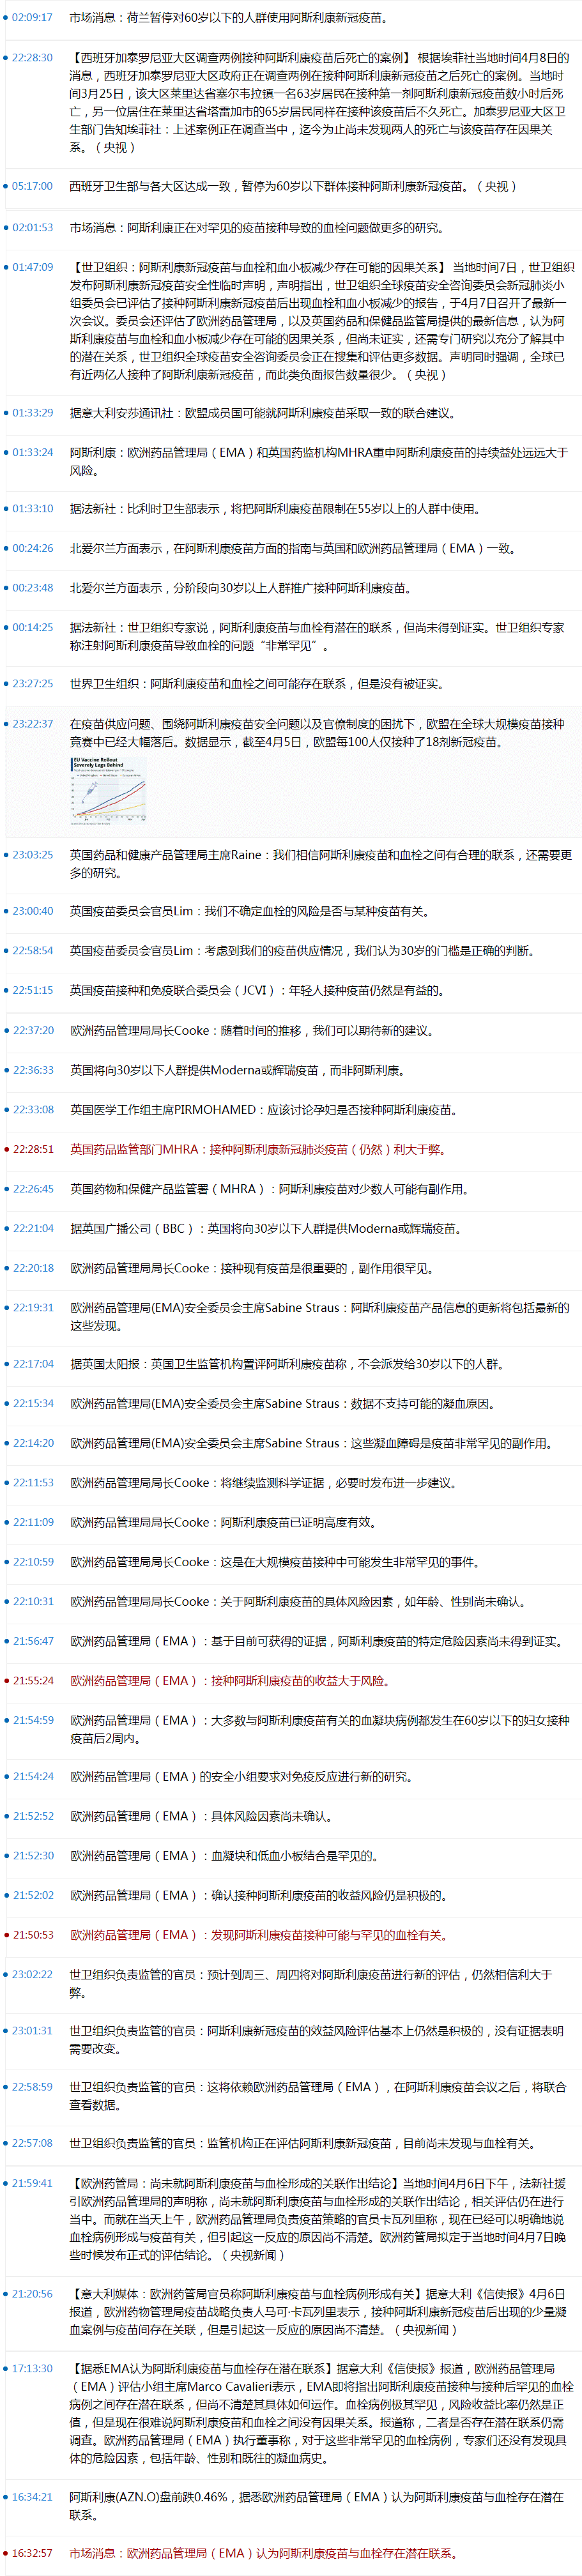 02:09:17 市场消息：荷兰暂停对60岁以下的人群使用阿斯利康新冠疫苗。
22:28:30 【西班牙加泰罗尼亚大区调查两例接种阿斯利康疫苗后死亡的案例】 根据埃菲社当地时间4月8日的
消息，西班牙加泰罗尼亚大区政府正在调查两例在接种阿斯利康新冠疫苗之后死亡的案例。当地时
间3月25日，该大区莱里达省塞尔韦拉镇一名63岁居民在接种第一剂阿斯利康新冠疫苗数小时后死
亡，另一位居住在莱里达省塔雷加市的65岁居民同样在接种该疫苗后不久死亡。加泰罗尼亚大区卫
生部门告知埃菲社：上述案例正在调查当中，迄今为止尚未发现两人的死亡与该疫苗存在因果关
系。（央视）
05:17:00 西班牙卫生部与各大区达成一致，暂停为60岁以下群体接种阿斯利康新冠疫苗。（央视）
02:01:53 市场消息：阿斯利康正在对罕见的疫苗接种导致的血栓问题做更多的研究。
01:47:09 【世卫组织：阿斯利康新冠疫苗与血栓和血小板减少存在可能的因果关系】 当地时间7日，世卫组织
发布阿斯利康新冠疫苗安全性临时声明，声明指出，世卫组织全球疫苗安全咨询委员会新冠肺炎小
组委员会已评估了接种阿斯利康新冠疫苗后出现血栓和血小板减少的报告，于4月7日召开了最新一
次会议。委员会还评估了欧洲药品管理局，以及英国药品和保健品监管局提供的最新信息，认为阿
斯利康疫苗与血栓和血小板减少存在可能的因果关系，但尚未证实，还需专门研究以充分了解其中
的潜在关系，世卫组织全球疫苗安全咨询委员会正在搜集和评估更多数据。声明同时强调，全球已
有近两亿人接种了阿斯利康新冠疫苗，而此类负面报告数量很少。（央视）
01:33:29 据意大利安莎通讯社：欧盟成员国可能就阿斯利康疫苗采取一致的联合建议。
01:33:24 阿斯利康：欧洲药品管理局（EMA）和英国药监机构MHRA重申阿斯利康疫苗的持续益处远远大于
风险。
01:33:10 据法新社：比利时卫生部表示，将把阿斯利康疫苗限制在55岁以上的人群中使用。
00:24:26 北爱尔兰方面表示，在阿斯利康疫苗方面的指南与英国和欧洲药品管理局（EMA）一致。
00:23:48 北爱尔兰方面表示，分阶段向30岁以上人群推广接种阿斯利康疫苗。
00:14:25 据法新社：世卫组织专家说，阿斯利康疫苗与血栓有潜在的联系，但尚未得到证实。世卫组织专家
称注射阿斯利康疫苗导致血栓的问题“非常罕见”。
23:27:25 世界卫生组织：阿斯利康疫苗和血栓之间可能存在联系，但是没有被证实。
23:22:37 在疫苗供应问题、围绕阿斯利康疫苗安全问题以及官僚制度的困扰下，欧盟在全球大规模疫苗接种
竞赛中已经大幅落后。数据显示，截至4月5日，欧盟每100人仅接种了18剂新冠疫苗。
EU Vaccine Rollout
Severely Lags Behind
23:03:25 英国药品和健康产品管理局主席Raine：我们相信阿斯利康疫苗和血栓之间有合理的联系，还需要更
多的研究。
23:00:40 英国疫苗委员会官员Lim：我们不确定血栓的风险是否与某种疫苗有关。
22:58:54 英国疫苗委员会官员Lim：考虑到我们的疫苗供应情况，我们认为30岁的门槛是正确的判断。
22:51:15 英国疫苗接种和免疫联合委员会（JCVI）：年轻人接种疫苗仍然是有益的。
22:37:20 欧洲药品管理局局长Cooke：随着时间的推移，我们可以期待新的建议。
22:36:33 英国将向30岁以下人群提供Moderna或辉瑞疫苗，而非阿斯利康。
22:33:08 英国医学工作组主席PIRMOHAMED：应该讨论孕妇是否接种阿斯利康疫苗。
22:28:51 英国药品监管部门MHRA：接种阿斯利康新冠肺炎疫苗（仍然）利大于弊。
22:26:45 英国药物和保健产品监管署（MHRA）：阿斯利康疫苗对少数人可能有副作用。
22:21:04 据英国广播公司（BBC）：英国将向30岁以下人群提供Moderna或辉瑞疫苗。
22:20:18 欧洲药品管理局局长Cooke：接种现有疫苗是很重要的，副作用很罕见。
22:19:31 欧洲药品管理局(EMA)安全委员会主席Sabine Straus：阿斯利康疫苗产品信息的更新将包括最新的
这些发现。
22:17:04 据英国太阳报：英国卫生监管机构置评阿斯利康疫苗称，不会派发给30岁以下的人群。
22:15:34 欧洲药品管理局(EMA)安全委员会主席Sabine Straus：数据不支持可能的凝血原因。
22:14:20 欧洲药品管理局(EMA)安全委员会主席Sabine Straus：这些凝血障碍是疫苗非常罕见的副作用。
22:11:53 欧洲药品管理局局长Cooke：将继续监测科学证据，必要时发布进一步建议。
22:11:09 欧洲药品管理局局长Cooke：阿斯利康疫苗已证明高度有效。
22:10:59 欧洲药品管理局局长Cooke：这是在大规模疫苗接种中可能发生非常罕见的事件。
22:10:31 欧洲药品管理局局长Cooke：关于阿斯利康疫苗的具体风险因素，如年龄、性别尚未确认。
21:56:47 欧洲药品管理局（EMA）：基于目前可获得的证据，阿斯利康疫苗的特定危险因素尚未得到证实。
21:55:24 欧洲药品管理局（EMA）：接种阿斯利康疫苗的收益大于风险。
21:54:59 欧洲药品管理局（EMA）：大多数与阿斯利康疫苗有关的血凝块病例都发生在60岁以下的妇女接种
疫苗后2周内。
21:54:24 欧洲药品管理局（EMA）的安全小组要求对免疫反应进行新的研究。
21:52:52 欧洲药品管理局（EMA）：具体风险因素尚未确认。
21:52:30 欧洲药品管理局（EMA）：血凝块和低血小板结合是罕见的。
21:52:02 欧洲药品管理局（EMA）：确认接种阿斯利康疫苗的收益风险仍是积极的。
21:50:53 欧洲药品管理局（EMA）：发现阿斯利康疫苗接种可能与罕见的血栓有关。
23:02:22 世卫组织负责监管的官员：预计到周三、周四将对阿斯利康疫苗进行新的评估，仍然相信利大于
弊。
23:01:31 世卫组织负责监管的官员：阿斯利康新冠疫苗的效益风险评估基本上仍然是积极的，没有证据表明
需要改变。
22:58:59 世卫组织负责监管的官员：这将依赖欧洲药品管理局（EMA），在阿斯利康疫苗会议之后，将联合
查看数据。
22:57:08 世卫组织负责监管的官员：监管机构正在评估阿斯利康新冠疫苗，目前尚未发现与血栓有关。
21:59:41 【欧洲药管局：尚未就阿斯利康疫苗与血栓形成的关联作出结论】当地时间4月6日下午，法新社援
引欧洲药品管理局的声明称，尚未就阿斯利康疫苗与血栓形成的关联作出结论，相关评估仍在进行
当中。而就在当天上午，欧洲药品管理局负责疫苗策略的官员卡瓦列里称，现在已经可以明确地说
血栓病例形成与疫苗有关，但引起这一反应的原因尚不清楚。欧洲药管局拟定于当地时间4月7日晚
些时候发布正式的评估结论。（央视新闻）
21:20:56 【意大利媒体：欧洲药管局官员称阿斯利康疫苗与血栓病例形成有关】据意大利《信使报》4月6日
报道，欧洲药物管理局疫苗战略负责人马可·卡瓦列里表示，接种阿斯利康新冠疫苗后出现的少量凝
血案例与疫苗间存在关联，但是引起这一反应的原因尚不清楚。（央视新闻）
17:13:30 【据悉EMA认为阿斯利康疫苗与血栓存在潜在联系】据意大利《信使报》报道，欧洲药品管理局
（EMA）评估小组主席Marco Cavalieri表示，EMA即将指出阿斯利康疫苗接种与接种后罕见的血栓
病例之间存在潜在联系，但尚不清楚其具体如何运作。血栓病例极其罕见，风险收益比率仍然是正
值，但是现在很难说阿斯利康疫苗和血栓之间没有因果关系。报道称，二者是否存在潜在联系仍需
调查。欧洲药品管理局（EMA）执行董事称，对于这些非常罕见的血栓病例，专家们还没有发现具
体的危险因素，包括年龄、性别和既往的凝血病史。
16:34:21 阿斯利康(AZN.O)盘前跌0.46%，据悉欧洲药品管理局（EMA）认为阿斯利康疫苗与血栓存在潜在
联系。
16:32:57 市场消息：欧洲药品管理局（EMA）认为阿斯利康疫苗与血栓存在潜在联系。